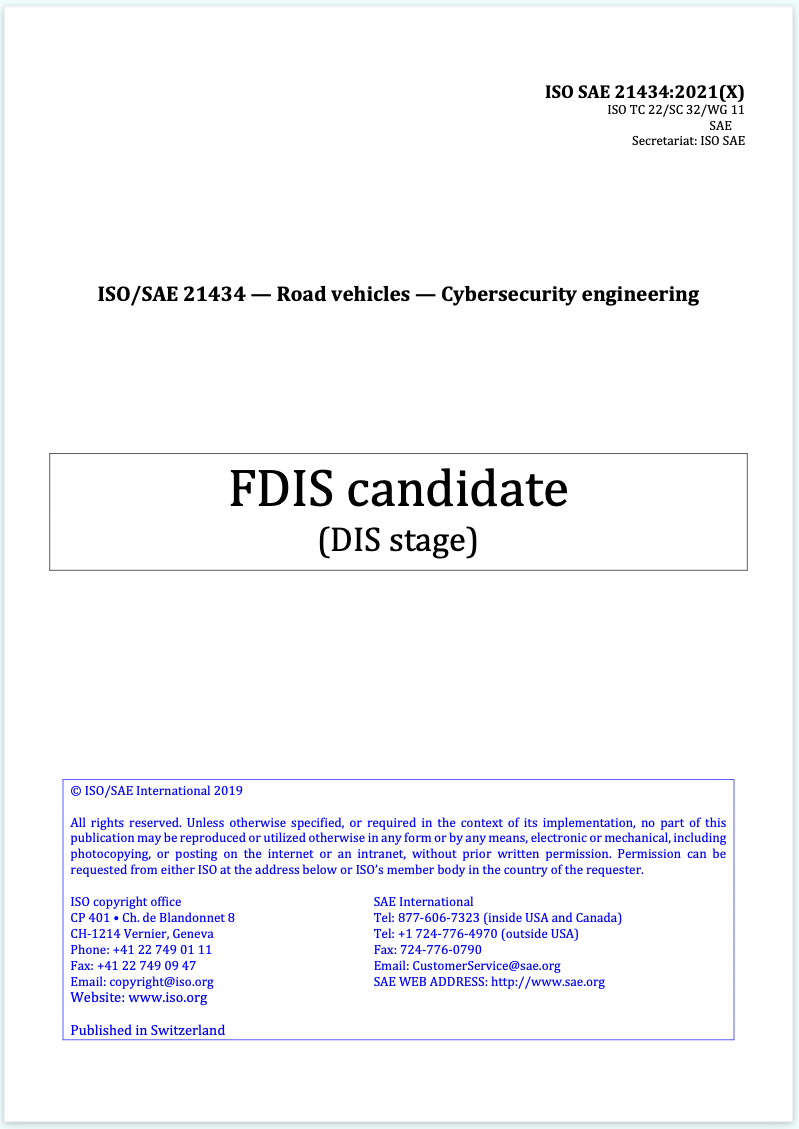 ISO SAE 21434:2021(X)
ISO TC 22/SC 32/WG 11
SAE
Secretariat: ISO SAE
ISO/SAE 21434 — Road vehicles — Cybersecurity engineering
FDIS candidate
(DIS stage)
© ISO/SAE International 2019
All rights reserved. Unless otherwise specified, or required in the context of its implementation, no part of this
publication may be reproduced or utilized otherwise in any form or by any means, electronic or mechanical, including
photocopying, or posting on the internet or an intranet, without prior written permission. Permission can be
requested from either ISO at the address below or ISO’s member body in the country of the requester.
ISO copyright office
CP 401 • Ch. de Blandonnet 8
CH-1214 Vernier, Geneva
Phone: +41 22 749 01 11
Fax: +41 22 749 09 47
Email: copyright@iso.org
Website: www.iso.org
Published in Switzerland
SAE International
Tel: 877-606-7323 (inside USA and Canada)
Tel: +1 724-776-4970 (outside USA)
Fax: 724-776-0790
Email: CustomerService@sae.org
SAE WEB ADDRESS: http://www.sae.org